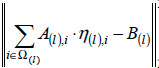 ‖∑_{i∈Ω_{(l)}} A_{(l),i} · η_{(l),i} − B_{(l)}‖